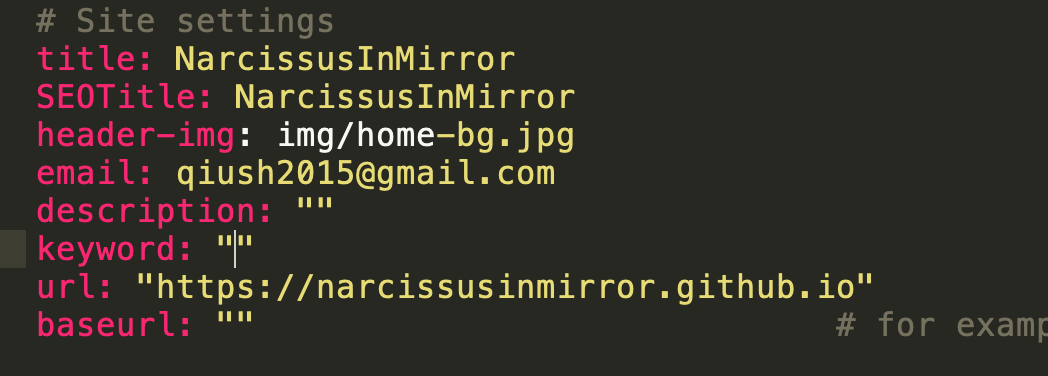 # Site settings
title: NarcissusInMirror
SEOTitle: NarcissusInMirror
header-img: img/home-bg.jpg
email: qiush2015@gmail.com
description: ""
keyword: ""
url: "https://narcissusinmirror.github.io"
baseurl: "" # for examp